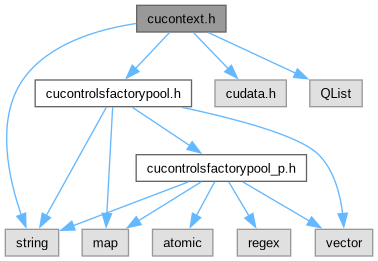 cucontext.h
cucontrolsfactorypool.h
cudata.h
QList
cucontrolsfactorypool_p.h
string
map
atomic
regex
vector